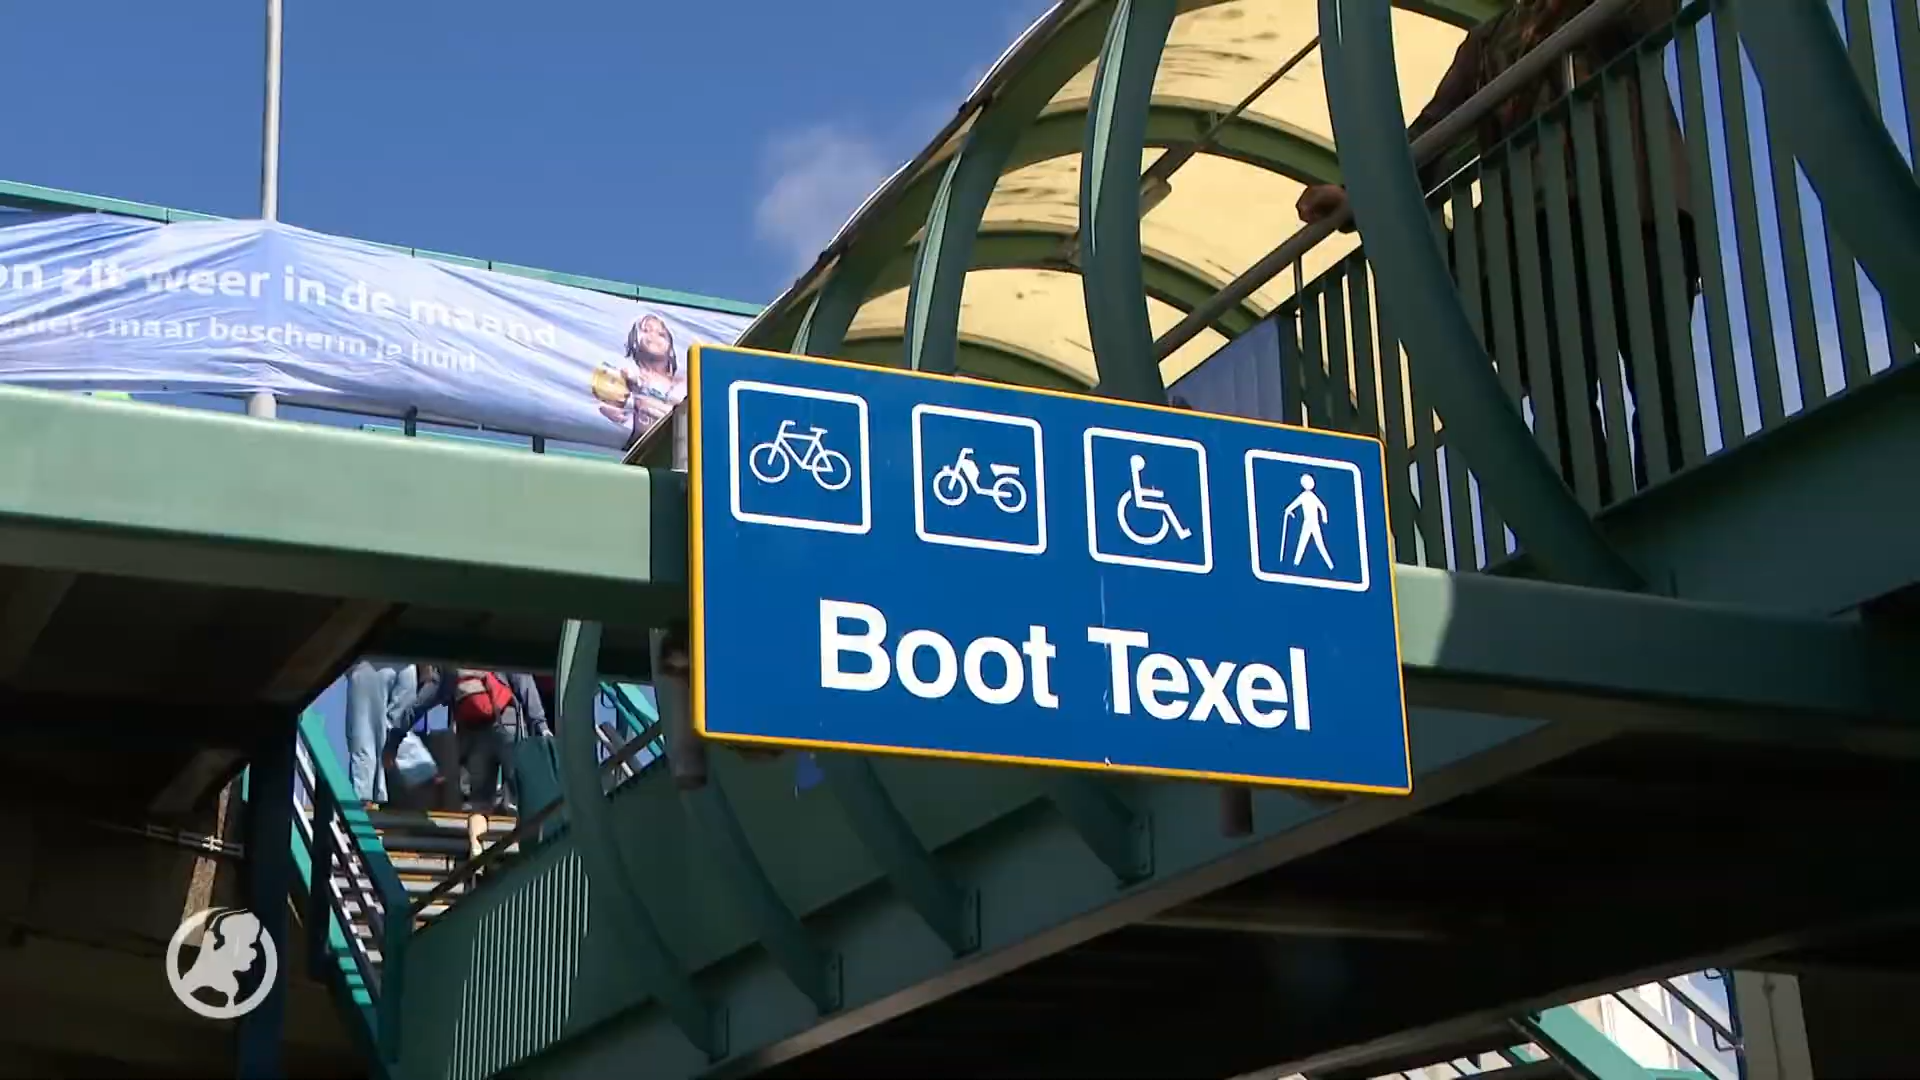 zit weer in de maand
maar bescherm je huid
Boot Texel